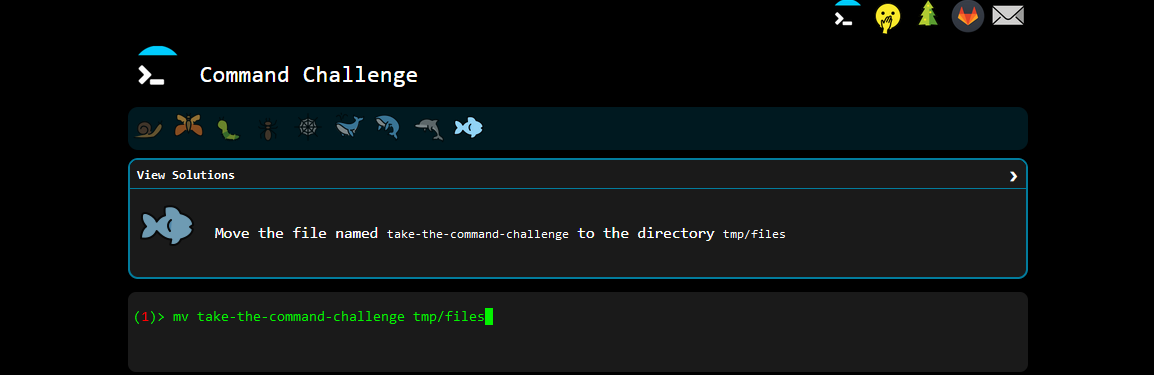 Command Challenge
View Solutions
Move the file named take-the-command-challenge to the directory tmp/files
(1)> mv take-the-command-challenge tmp/files